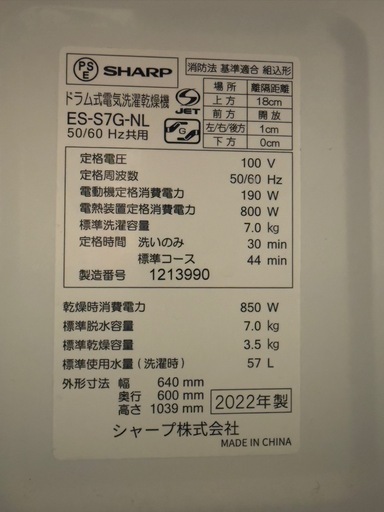 PS E SHARP
ドラム式電気洗濯乾燥機
ES-S7G-NL
50/60 Hz共用
S JET
G
消防法 基準適合 組込形
場所 離隔距離
上方 18cm
前方 開放
左/右/後方 1cm
下方 0cm
定格電圧 100 V
定格周波数 50/60 Hz
電動機定格消費電力 190 W
電熱装置定格消費電力 800 W
標準洗濯容量 7.0 kg
定格時間 洗いのみ 30 min
標準コース 44 min
製造番号 1213990
乾燥時消費電力 850 W
標準脱水容量 7.0 kg
標準乾燥容量 3.5 kg
標準使用水量(洗濯時) 57 L
外形寸法 幅 640 mm
奥行 600 mm
高さ 1039 mm
2022年製
シャープ株式会社
MADE IN CHINA